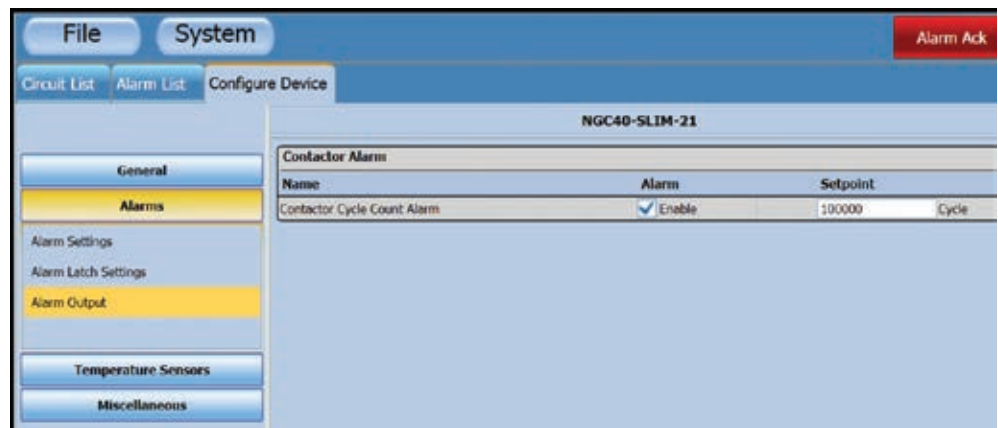 File System Alarm Ack
Circuit List Alarm List Configure Device
NGC40-SLIM-21
General
Alarms
Alarm Settings
Alarm Latch Settings
Alarm Output
Temperature Sensors
Miscellaneous
Contactor Alarm
Name Alarm Setpoint
Contactor Cycle Count Alarm Enable 100000 Cycle